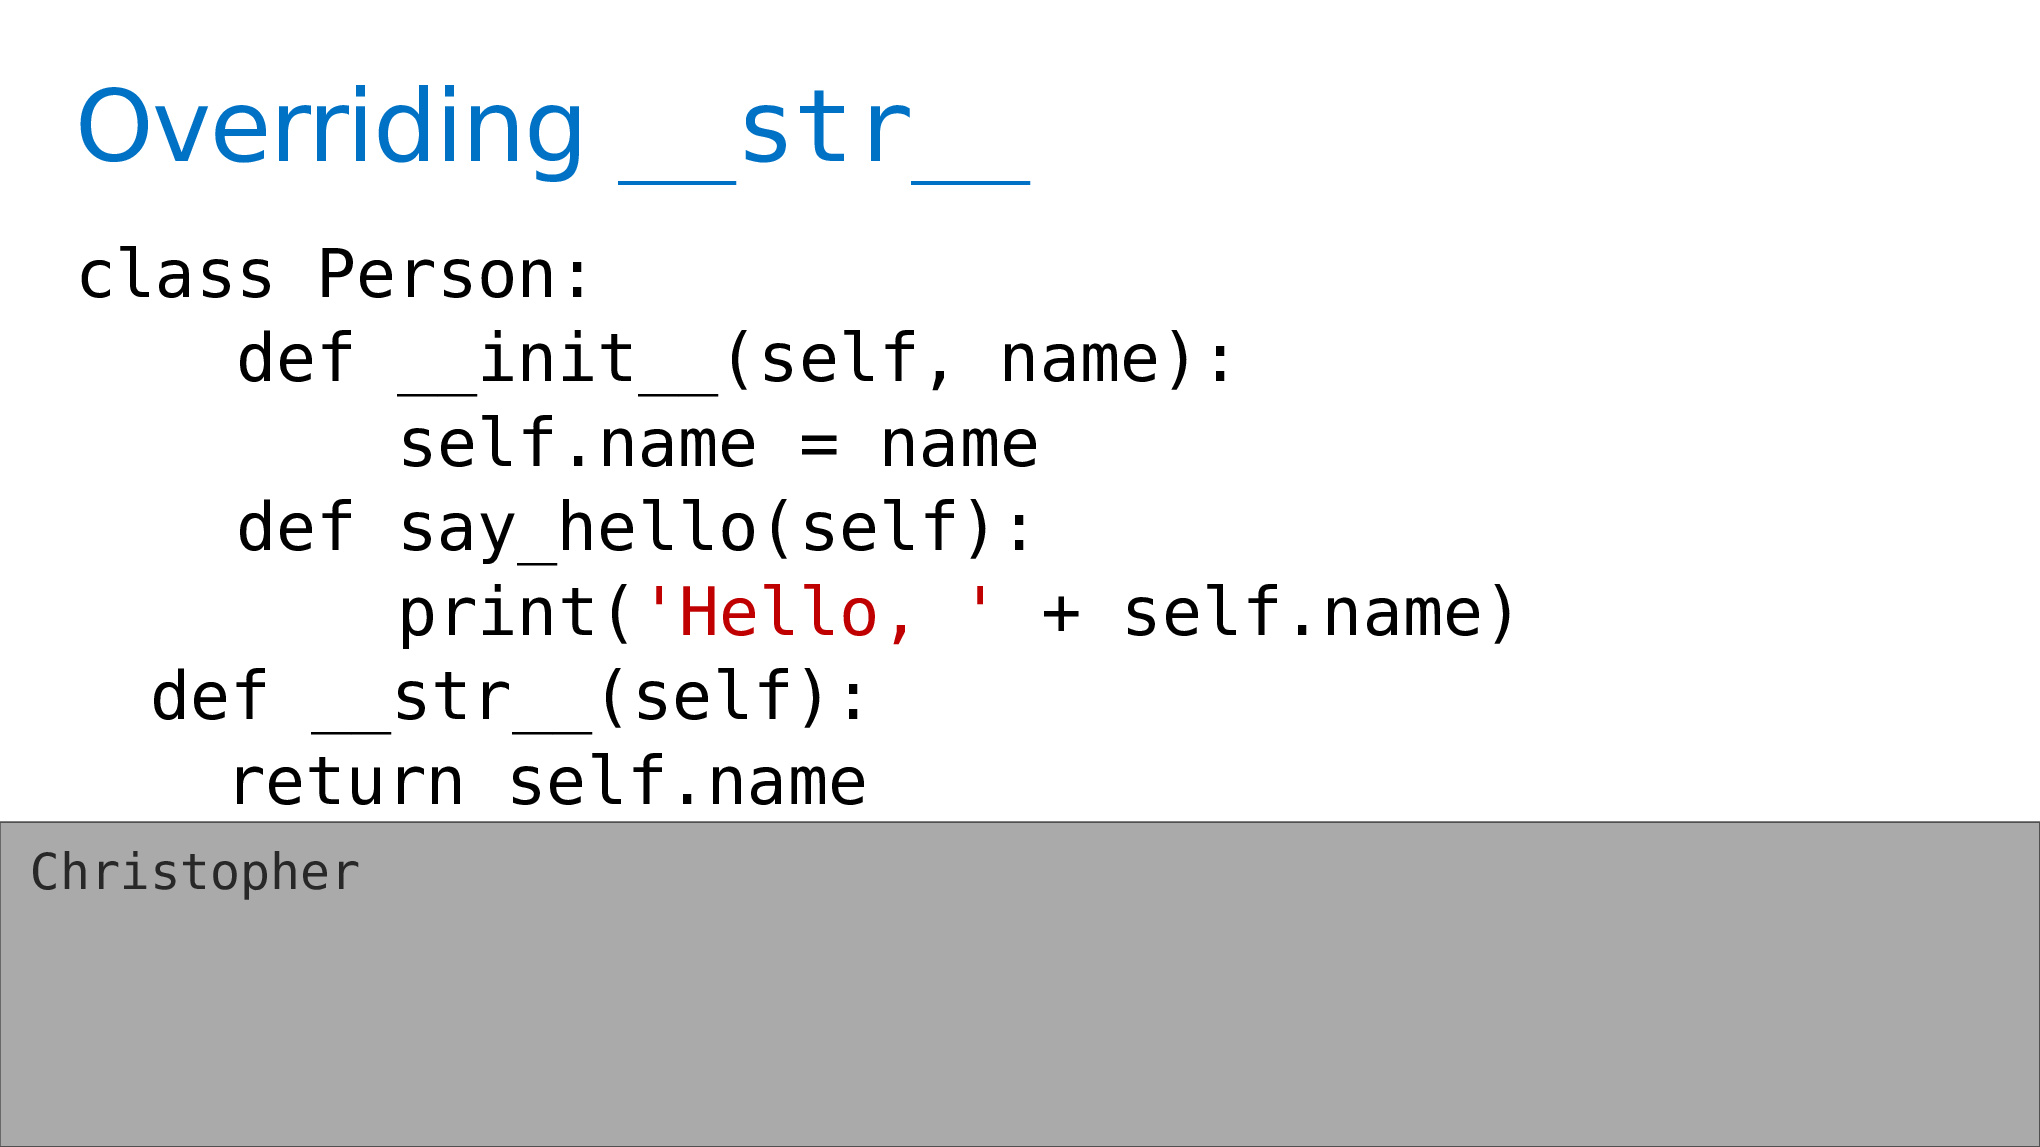 Overriding __str__
class Person:
    def __init__(self, name):
        self.name = name
    def say_hello(self):
        print('Hello, ' + self.name)
  def __str__(self):
    return self.name
Christopher